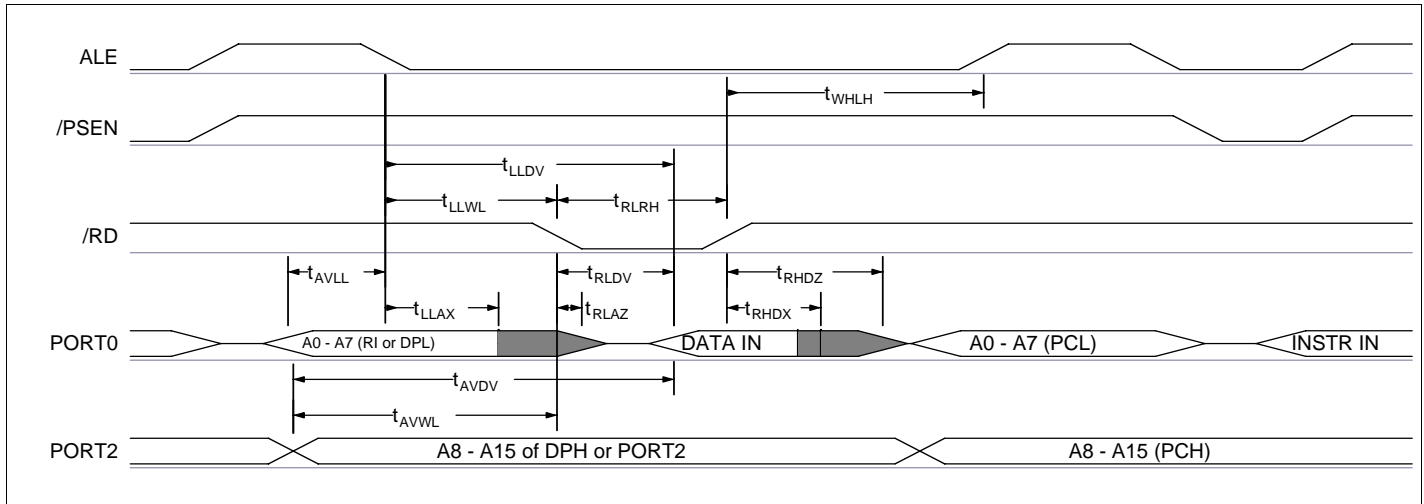 ALE
tWHLH
/PSEN
tLLDV
tLLWL
tRLRH
/RD
tAVLL
tRLDV
tRHDZ
tLLAX
tRLAZ
tRHDX
PORT0
A0 - A7 (RI or DPL)
DATA IN
A0 - A7 (PCL)
INSTR IN
tAVDV
tAVWL
PORT2
A8 - A15 of DPH or PORT2
A8 - A15 (PCH)